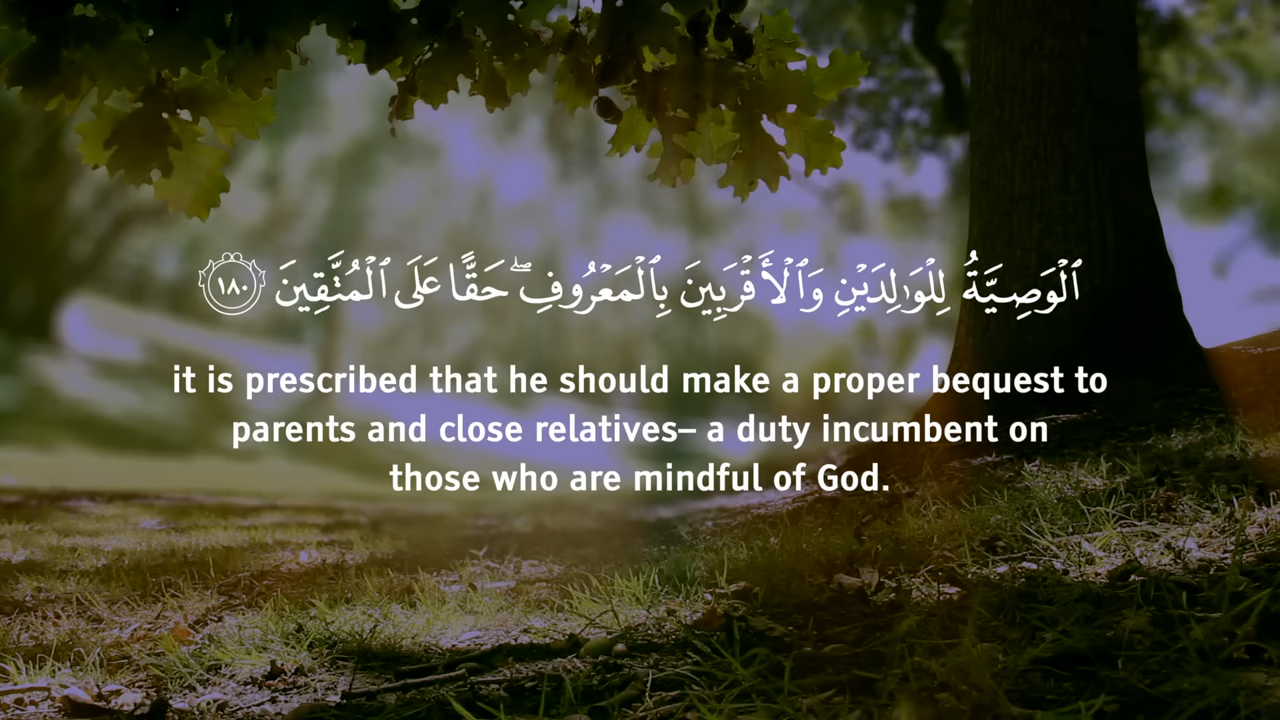 ٱلْوَصِيَّةُ لِلْوَٰلِدَيْنِ وَٱلْأَقْرَبِينَ بِٱلْمَعْرُوفِ ۖ حَقًّا عَلَى ٱلْمُتَّقِينَ ١٨٠
it is prescribed that he should make a proper bequest to
parents and close relatives– a duty incumbent on
those who are mindful of God.